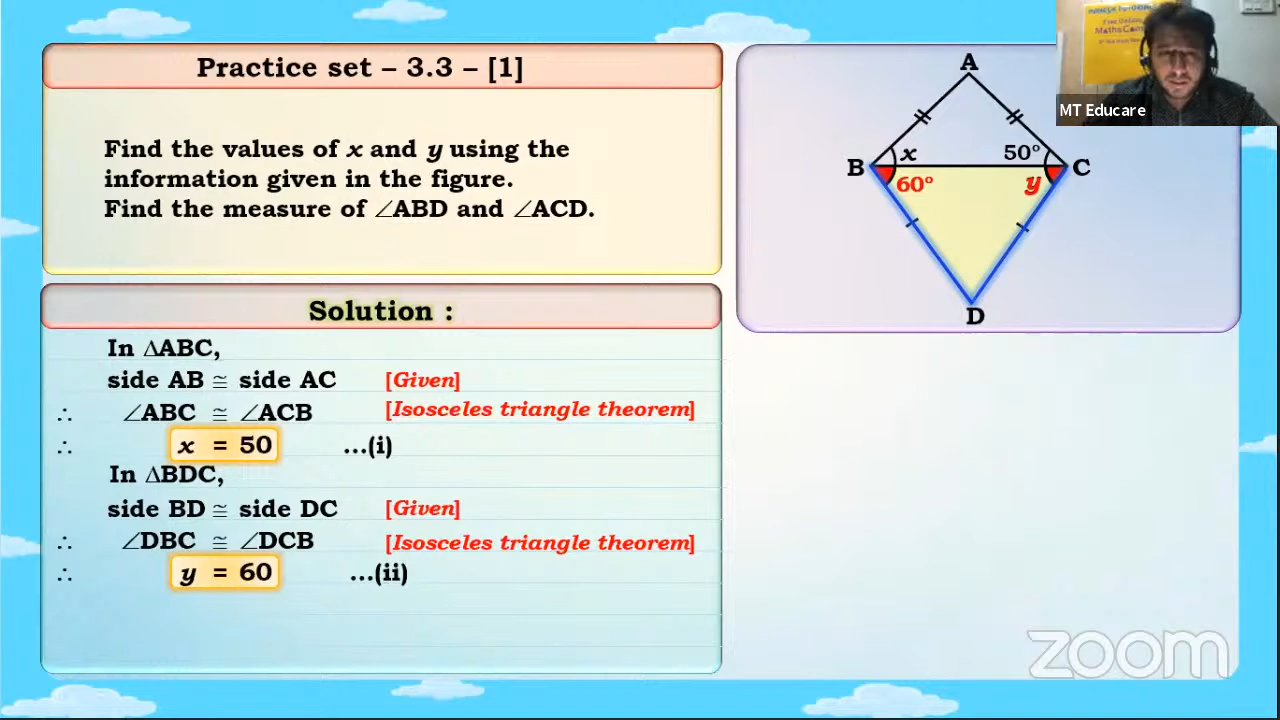 Practice set – 3.3 – [1]
Find the values of x and y using the
information given in the figure.
Find the measure of ∠ABD and ∠ACD.
Solution :
In ∆ABC,
side AB ≅ side AC [Given]
∴ ∠ABC ≅ ∠ACB [Isosceles triangle theorem]
∴ x = 50 ...(i)
In ∆BDC,
side BD ≅ side DC [Given]
∴ ∠DBC ≅ ∠DCB [Isosceles triangle theorem]
∴ y = 60 ...(ii)
A
B x 50° C
60° y
D
MT Educare
zoom